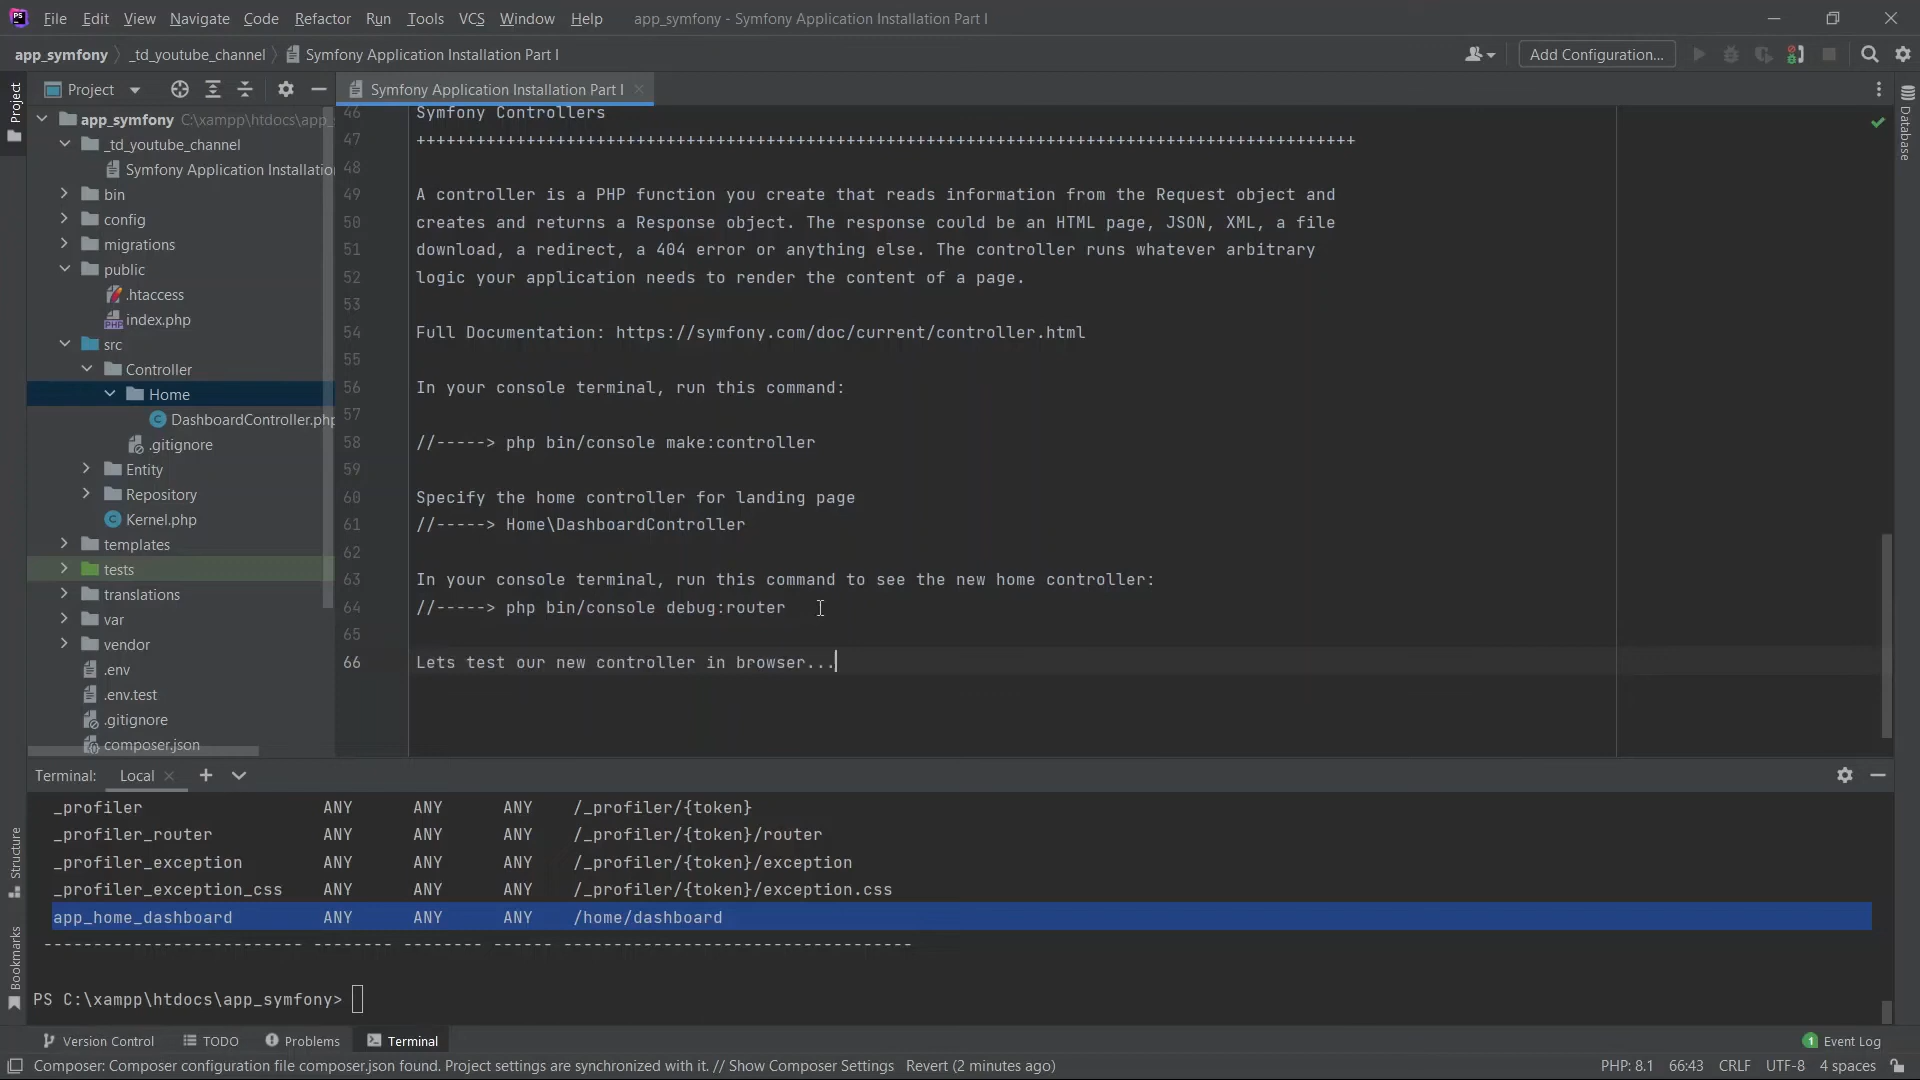 File Edit View Navigate Code Refactor Run Tools VCS Window Help app_symfony - Symfony Application Installation Part I
app_symfony _td_youtube_channel Symfony Application Installation Part I Add Configuration...
Project
Project
Symfony Application Installation Part I
Database
app_symfony C:\xampp\htdocs\app_
_td_youtube_channel
Symfony Application Installatio
bin
config
migrations
public
.htaccess
index.php
src
Controller
Home
DashboardController.php
.gitignore
Entity
Repository
Kernel.php
templates
tests
translations
var
vendor
.env
.env.test
.gitignore
composer.json
46 Symfony Controllers
47 ++++++++++++++++++++++++++++++++++++++++++++++++++++++++++++++++++++++++++++++++++++++++++++++
48
49 A controller is a PHP function you create that reads information from the Request object and
50 creates and returns a Response object. The response could be an HTML page, JSON, XML, a file
51 download, a redirect, a 404 error or anything else. The controller runs whatever arbitrary
52 logic your application needs to render the content of a page.
53
54 Full Documentation: https://symfony.com/doc/current/controller.html
55
56 In your console terminal, run this command:
57
58 //-----> php bin/console make:controller
59
60 Specify the home controller for landing page
61 //-----> Home\DashboardController
62
63 In your console terminal, run this command to see the new home controller:
64 //-----> php bin/console debug:router
65
66 Lets test our new controller in browser...
Structure
Bookmarks
Terminal: Local
_profiler ANY ANY ANY /_profiler/{token}
_profiler_router ANY ANY ANY /_profiler/{token}/router
_profiler_exception ANY ANY ANY /_profiler/{token}/exception
_profiler_exception_css ANY ANY ANY /_profiler/{token}/exception.css
app_home_dashboard ANY ANY ANY /home/dashboard
-------------------------- -------- -------- ------ -----------------------------------
PS C:\xampp\htdocs\app_symfony>
Version Control TODO Problems Terminal 1 Event Log
Composer: Composer configuration file composer.json found. Project settings are synchronized with it. // Show Composer Settings Revert (2 minutes ago) PHP: 8.1 66:43 CRLF UTF-8 4 spaces